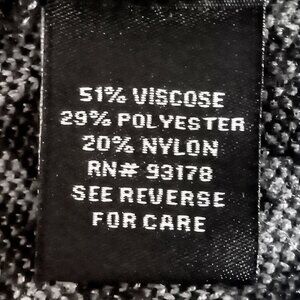 51% VISCOSE
29% POLYESTER
20% NYLON
RN# 93178
SEE REVERSE
FOR CARE